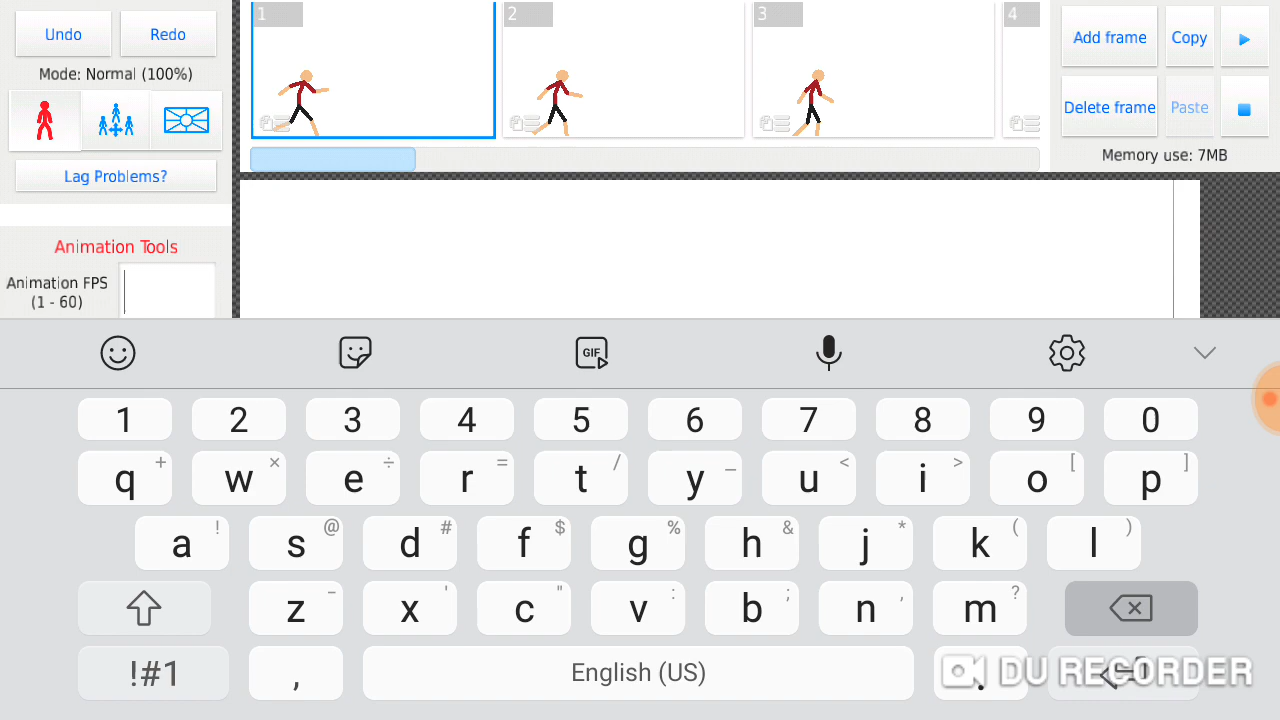 Undo Redo
Mode: Normal (100%)
Lag Problems?
Animation Tools
Animation FPS
(1 - 60)
1 2 3 4
Add frame Copy
Delete frame Paste
Memory use: 7MB
GIF
1 2 3 4 5 6 7 8 9 0
q + w × e ÷ r = t / y _ u < i > o [ p ]
a ! s @ d # f $ g % h & j * k ( l )
z - x ' c " v : b ; n , m ?
!#1 , English (US) .
DU RECORDER